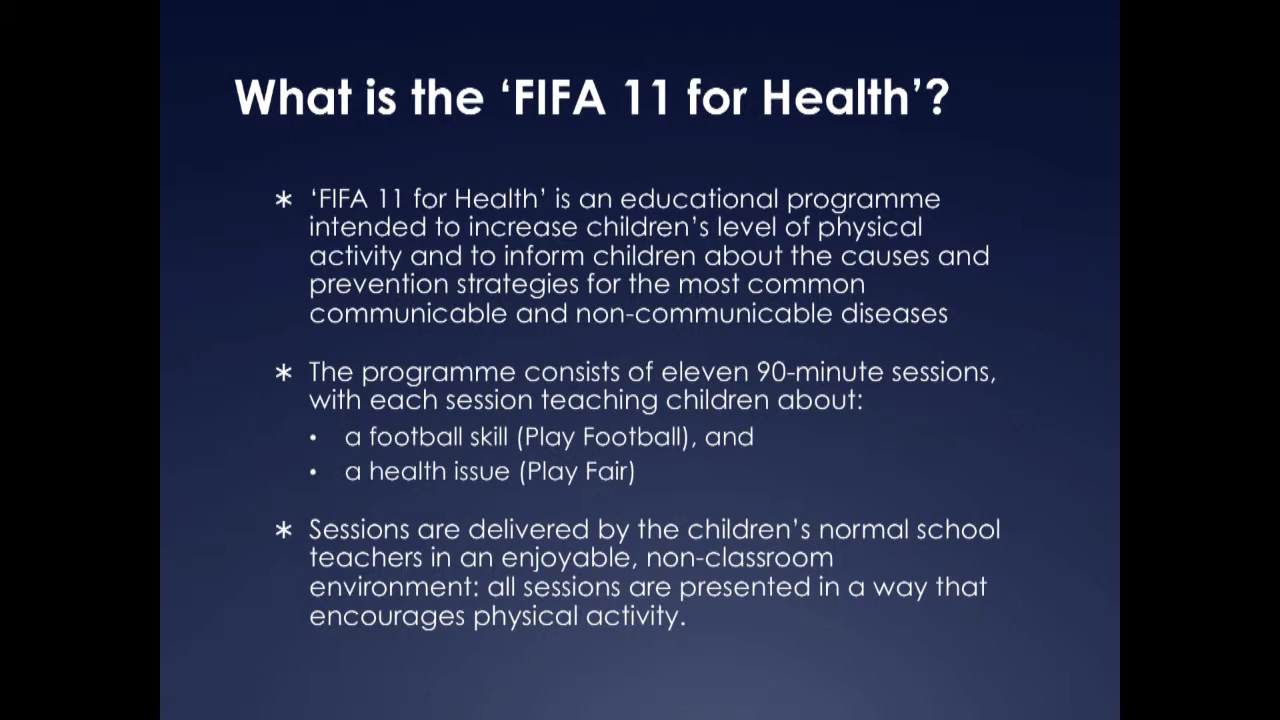 What is the ‘FIFA 11 for Health’?
* ‘FIFA 11 for Health’ is an educational programme
intended to increase children’s level of physical
activity and to inform children about the causes and
prevention strategies for the most common
communicable and non-communicable diseases
* The programme consists of eleven 90-minute sessions,
with each session teaching children about:
• a football skill (Play Football), and
• a health issue (Play Fair)
* Sessions are delivered by the children’s normal school
teachers in an enjoyable, non-classroom
environment: all sessions are presented in a way that
encourages physical activity.